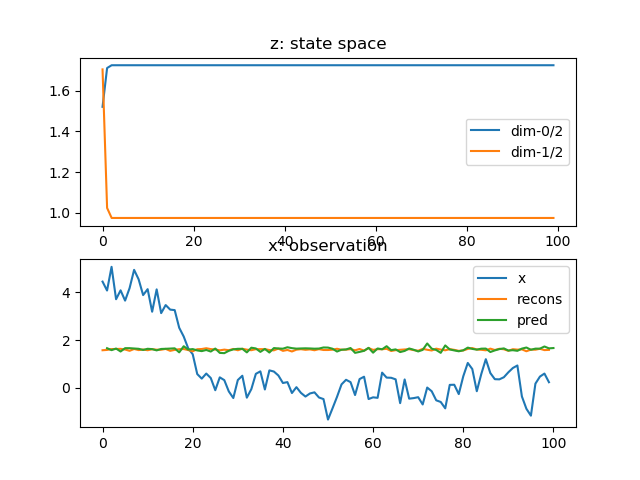 z: state space
1.6
1.4
1.2
1.0
dim-0/2
dim-1/2
0 20 40 60 80 100
x: observation
4
2
0
x
recons
pred
0 20 40 60 80 100